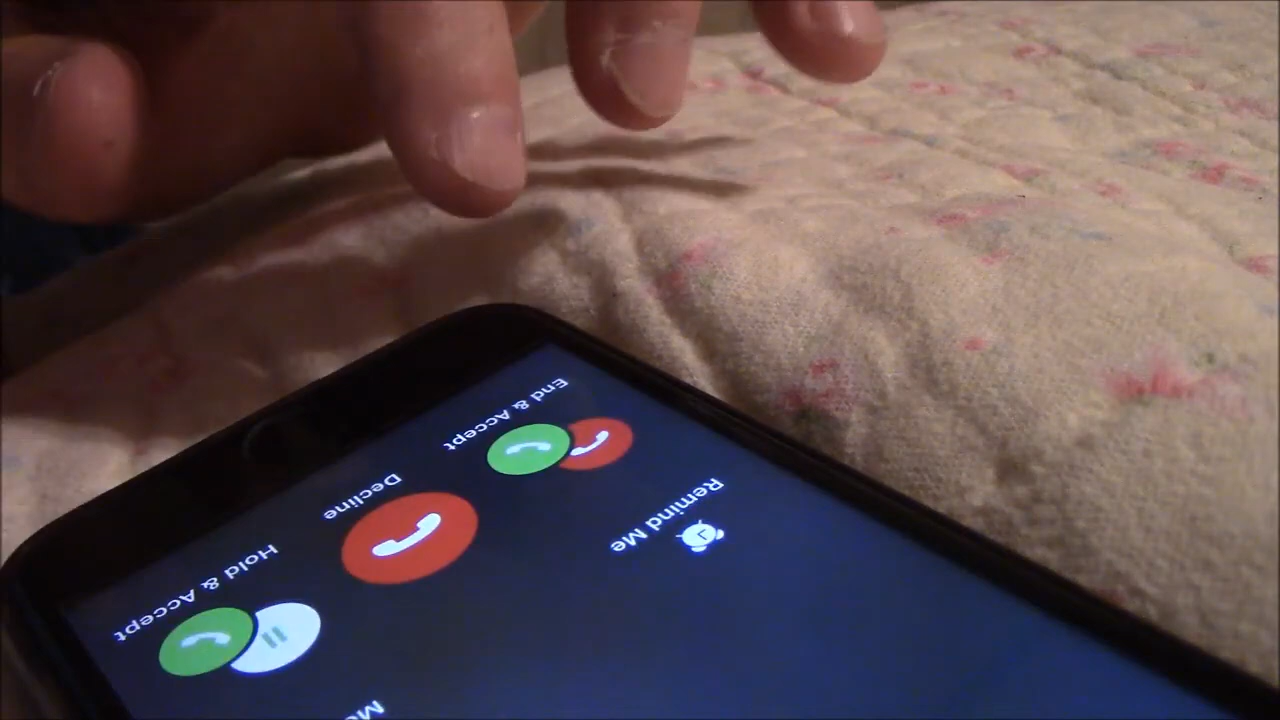 Remind Me
End & Accept
Decline
Hold & Accept